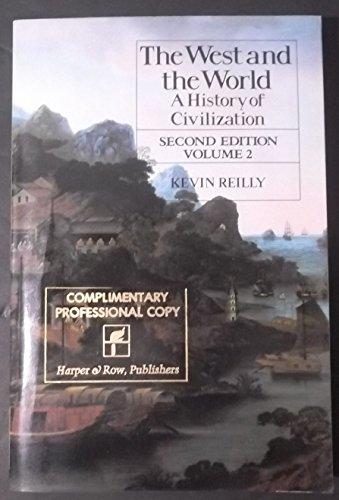 The West and
the World
A History of
Civilization
SECOND EDITION
VOLUME 2
KEVIN REILLY
COMPLIMENTARY
PROFESSIONAL COPY
Harper & Row, Publishers